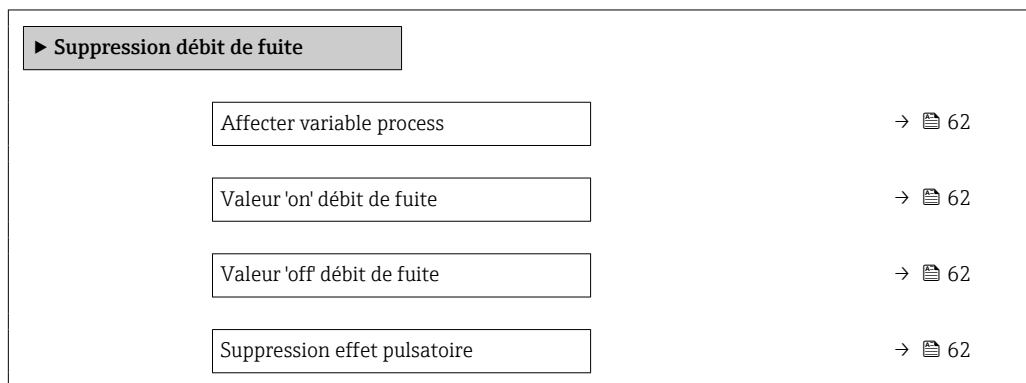 ▶ Suppression débit de fuite
Affecter variable process → 62
Valeur 'on' débit de fuite → 62
Valeur 'off' débit de fuite → 62
Suppression effet pulsatoire → 62